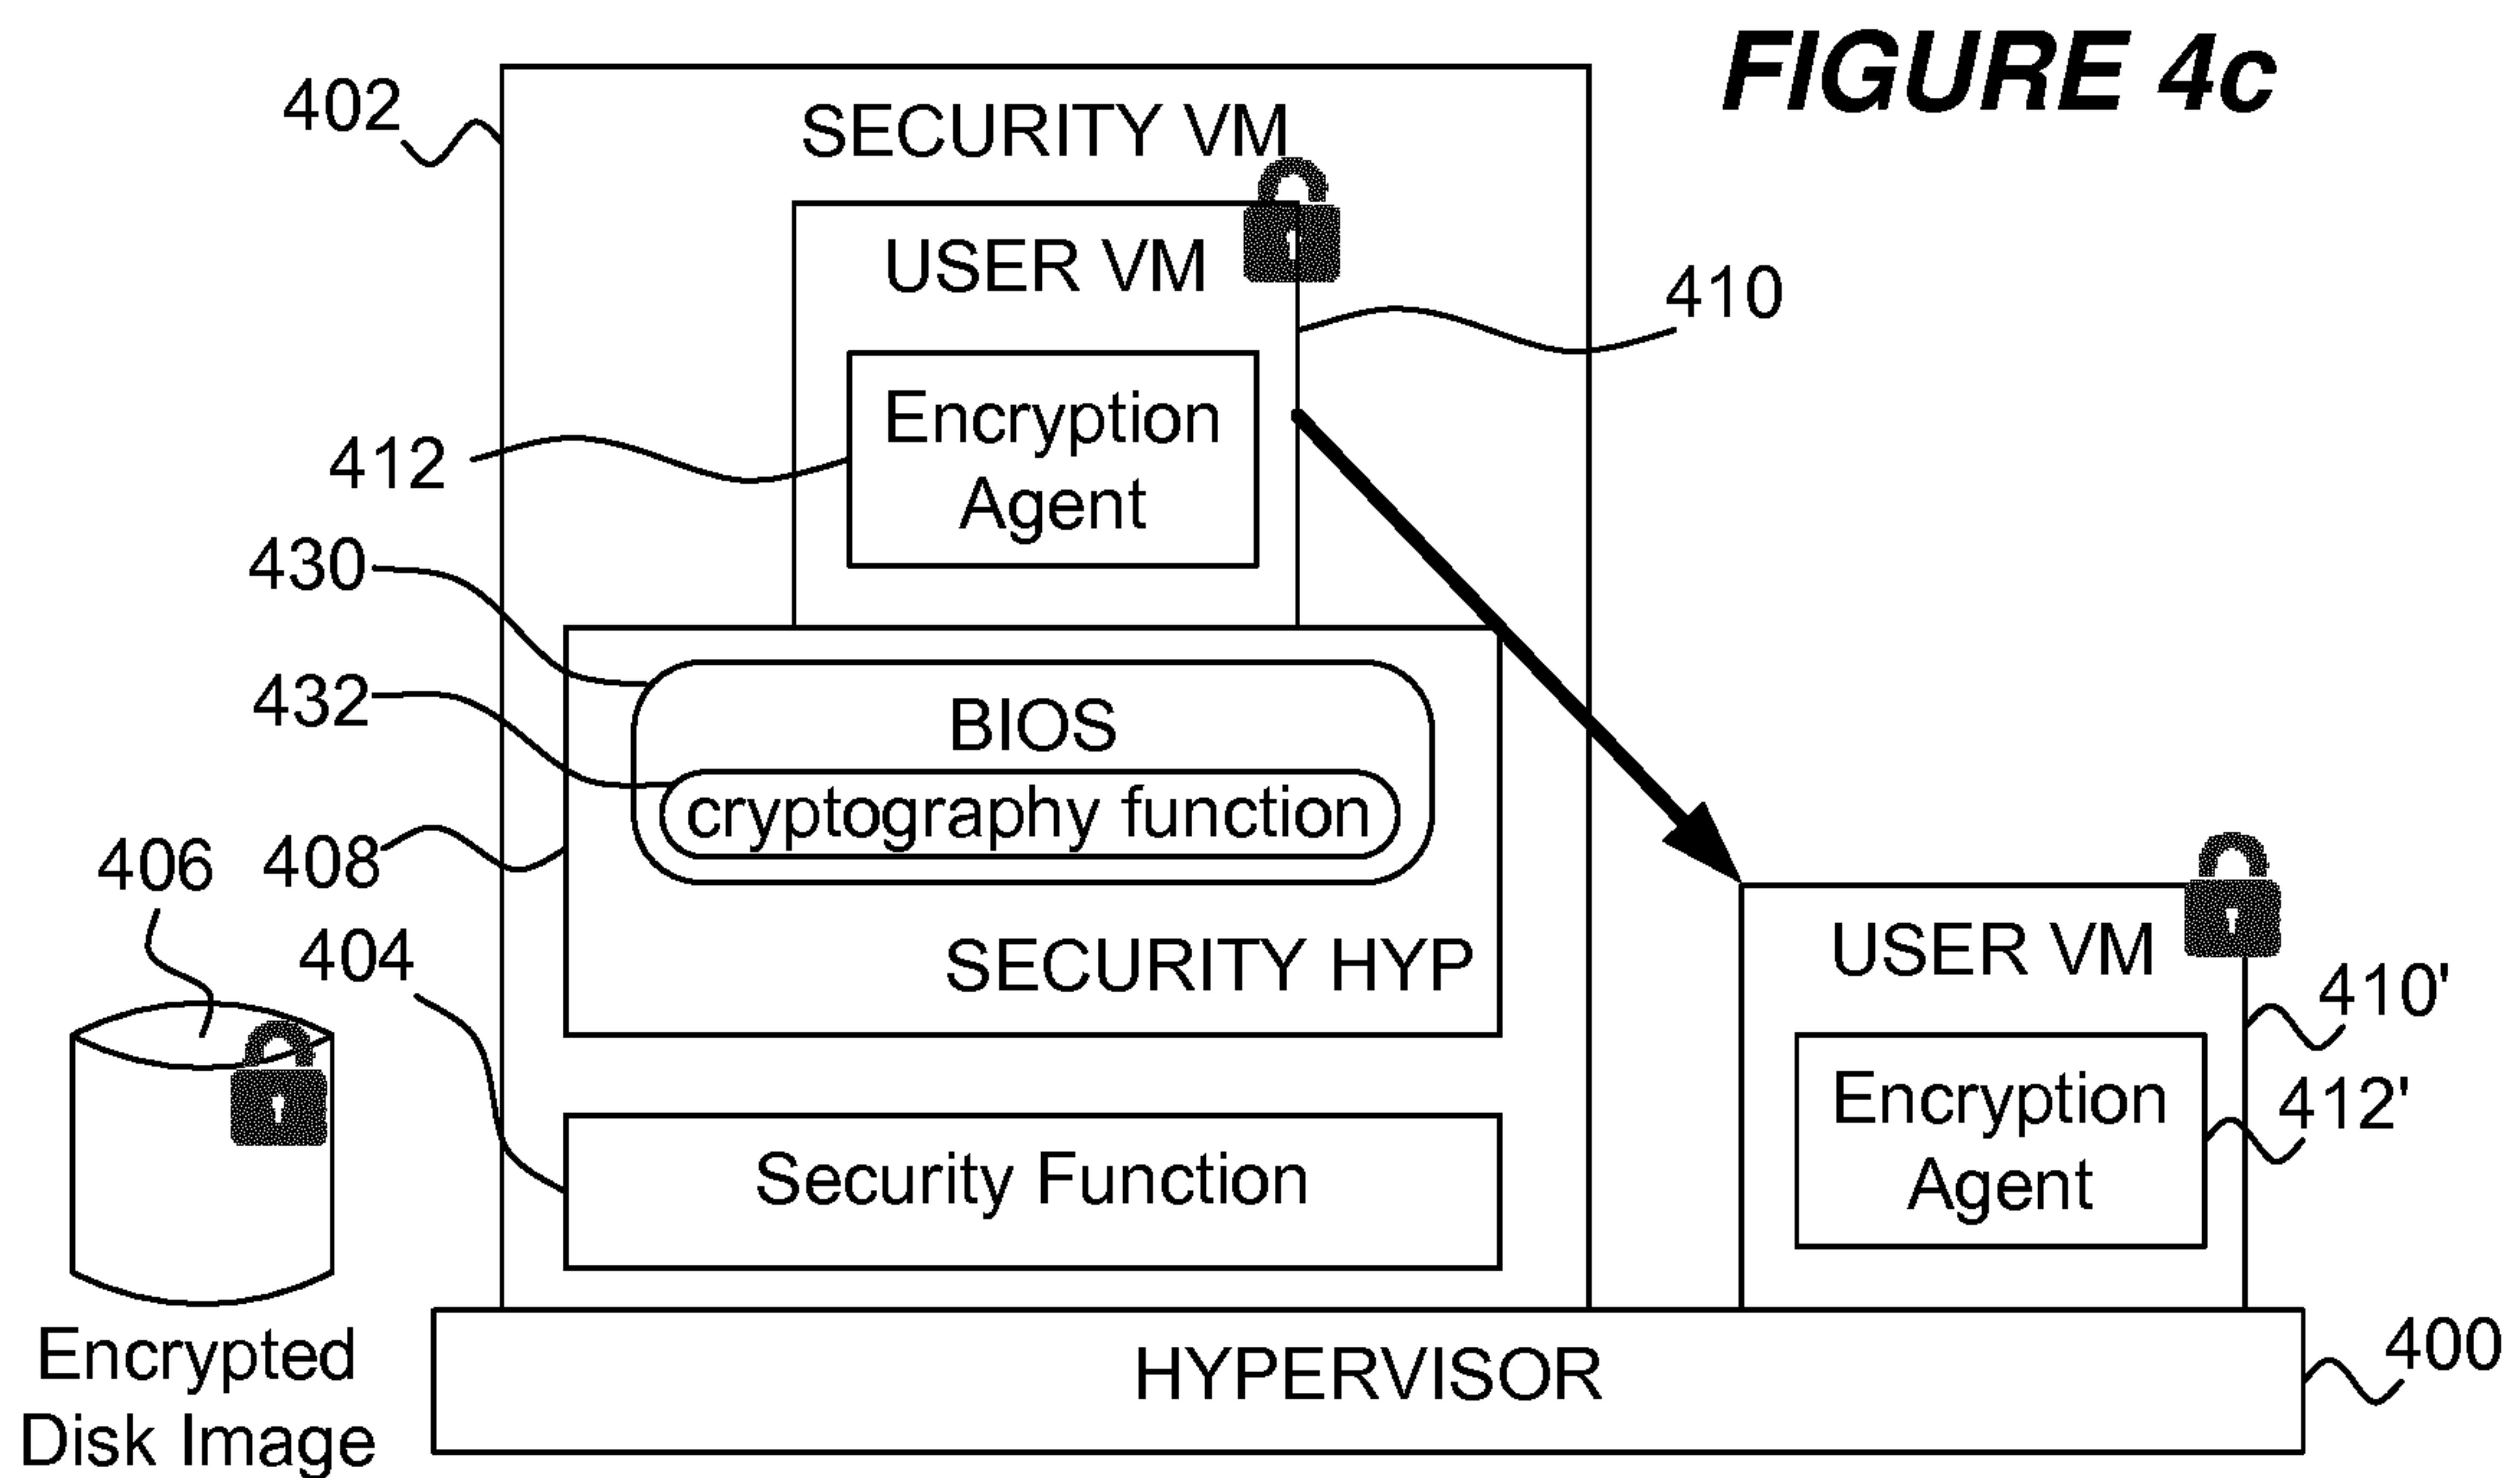 FIGURE 4c
402
SECURITY VM
USER VM
410
Encryption
Agent
412
430
432
BIOS
cryptography function
406
408
404
SECURITY HYP
USER VM
410'
Encryption
Agent
412'
Security Function
Encrypted
Disk Image
HYPERVISOR
400